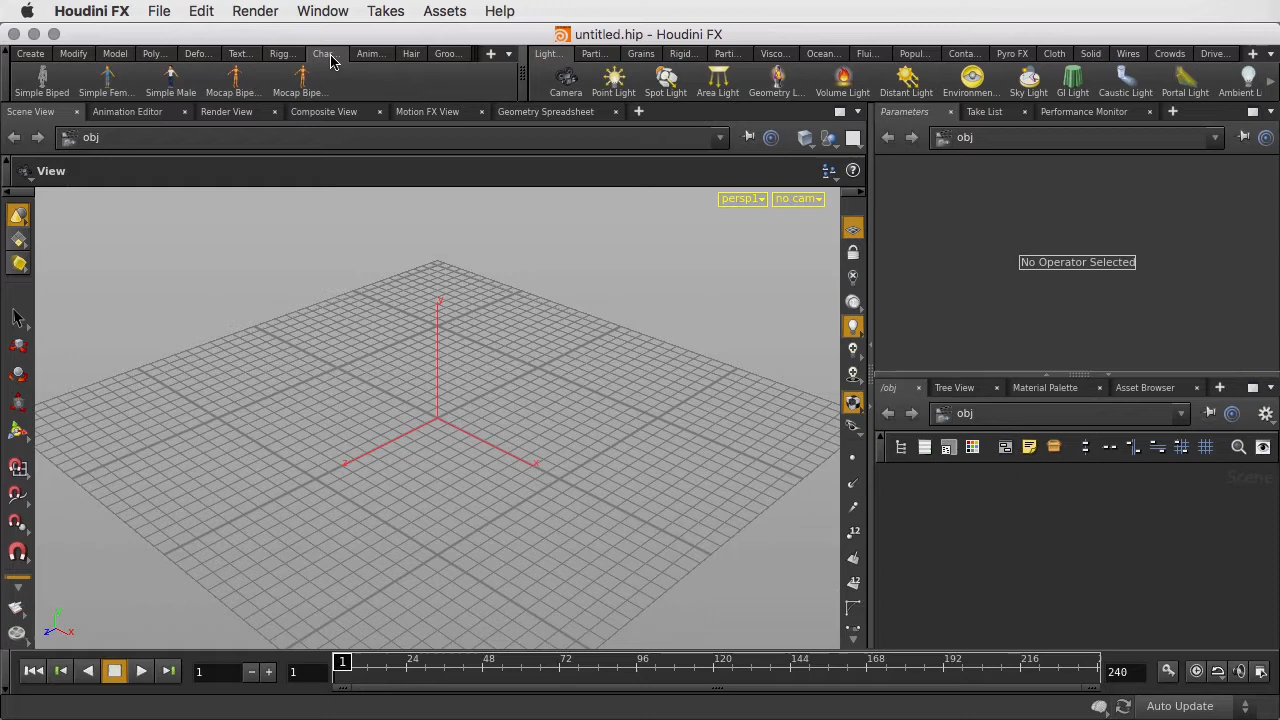 Houdini FX File Edit Render Window Takes Assets Help
untitled.hip - Houdini FX
Create Modify Model Poly... Defo... Text... Rigg... Char... Anim... Hair Groo... Light... Parti... Grains Rigid... Parti... Visco... Ocean... Flui... Popul... Conta... Pyro FX Cloth Solid Wires Crowds Drive...
Simple Biped Simple Fem... Simple Male Mocap Bipe... Mocap Bipe... Camera Point Light Spot Light Area Light Geometry L... Volume Light Distant Light Environmen... Sky Light GI Light Caustic Light Portal Light Ambient L
Scene View Animation Editor Render View Composite View Motion FX View Geometry Spreadsheet Parameters Take List Performance Monitor
obj obj
View
persp1 no cam
No Operator Selected
y
z x
/obj Tree View Material Palette Asset Browser
obj
Scene
12
12
y
z x
1 1 1 24 48 72 96 120 144 168 192 216 240
Auto Update